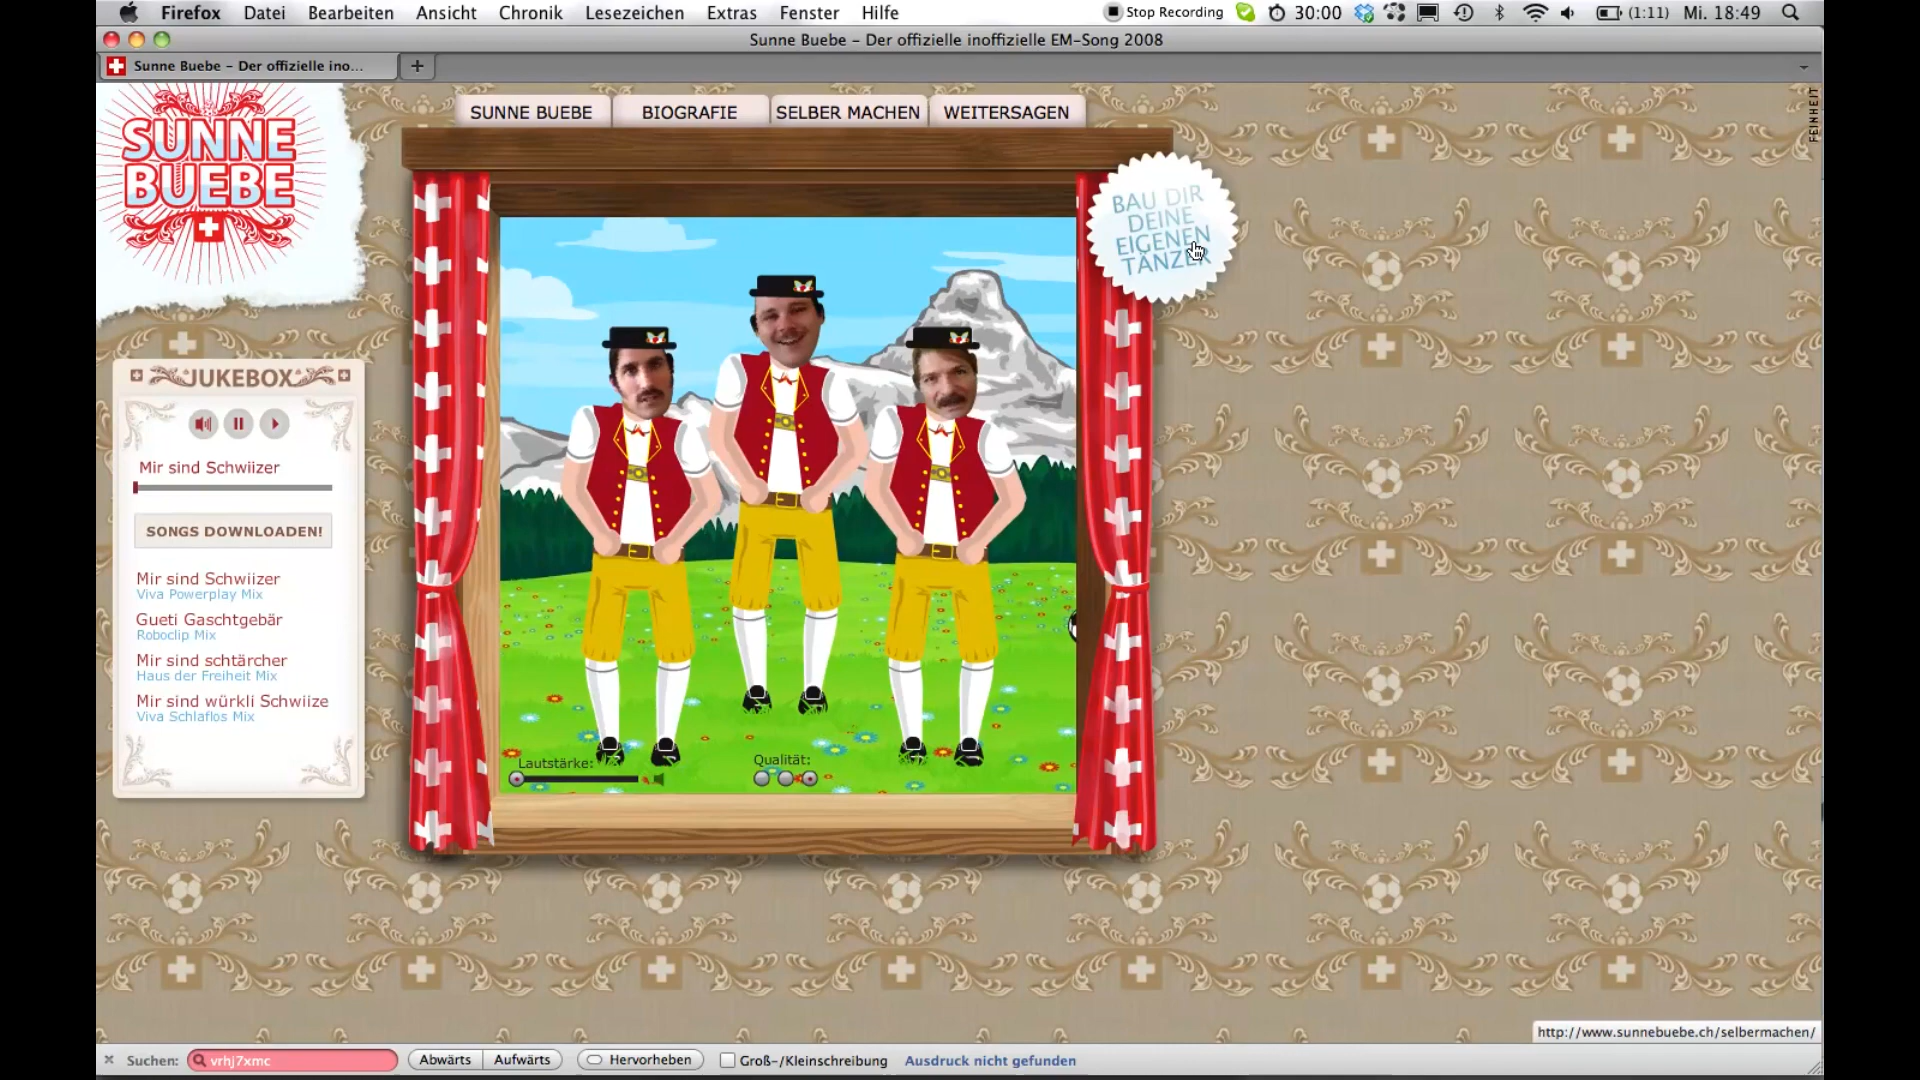 Firefox Datei Bearbeiten Ansicht Chronik Lesezeichen Extras Fenster Hilfe Stop Recording 30:00 (1:11) Mi. 18:49
Sunne Buebe – Der offizielle inoffizielle EM-Song 2008
Sunne Buebe – Der offizielle ino... +
SUNNE
BUEBE
SUNNE BUEBE BIOGRAFIE SELBER MACHEN WEITERSAGEN
FEINHEIT
BAU DIR
DEINE
EIGENEN
TÄNZER
JUKEBOX
Mir sind Schwiizer
SONGS DOWNLOADEN!
Mir sind Schwiizer
Viva Powerplay Mix
Gueti Gaschtgebär
Roboclip Mix
Mir sind schtärcher
Haus der Freiheit Mix
Mir sind würkli Schwiize
Viva Schlaflos Mix
Lautstärke:
Qualität:
http://www.sunnebuebe.ch/selbermachen/
Suchen: vrhj7xmc Abwärts Aufwärts Hervorheben Groß-/Kleinschreibung Ausdruck nicht gefunden